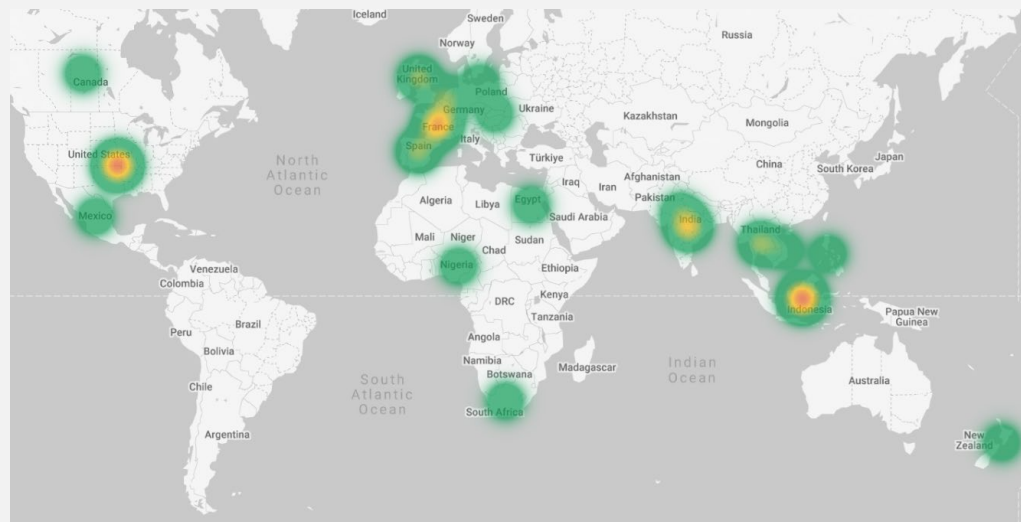 Iceland
Sweden
Russia
Norway
Canada
United
Kingdom
Poland
Germany
Ukraine
France
Kazakhstan
Mongolia
Spain
Italy
United States
North
Atlantic
Ocean
Türkiye
China
South Korea
Japan
Afghanistan
Iraq
Iran
Pakistan
Algeria
Libya
Egypt
Saudi Arabia
Mexico
India
Thailand
Mali
Niger
Chad
Sudan
Venezuela
Colombia
Nigeria
Ethiopia
DRC
Kenya
Tanzania
Indonesia
Papua New
Guinea
Peru
Brazil
Angola
Bolivia
Namibia
Botswana
Madagascar
Indian
Ocean
Chile
South
Atlantic
Ocean
Australia
South Africa
Argentina
New
Zealand